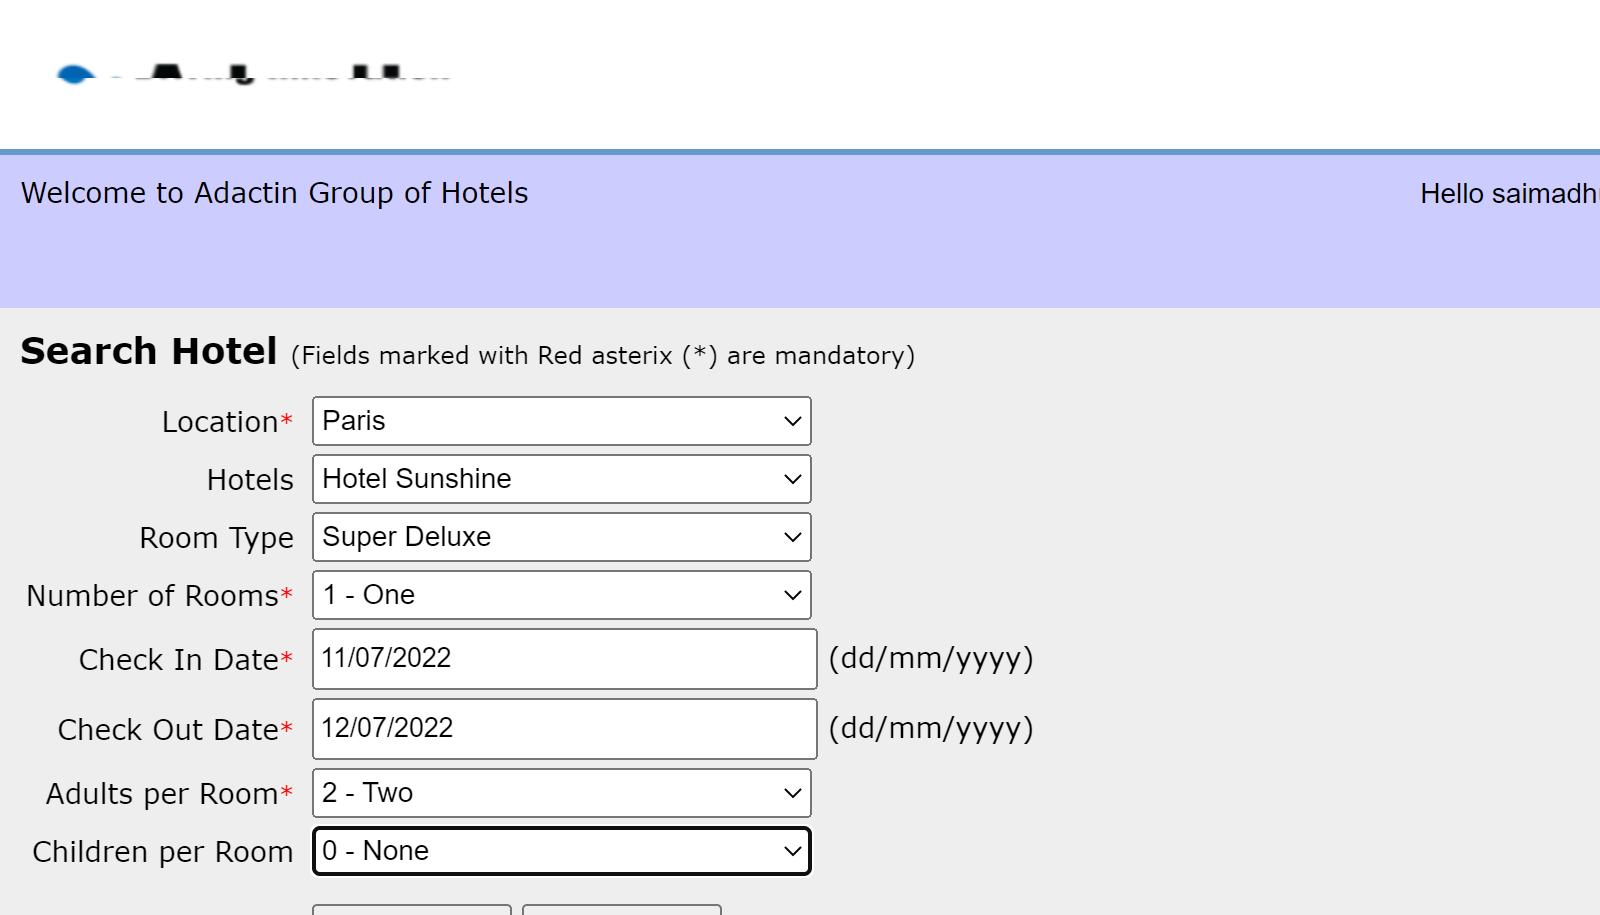 Welcome to Adactin Group of Hotels
Hello saimadhu
Search Hotel (Fields marked with Red asterix (*) are mandatory)
Location* Paris
Hotels Hotel Sunshine
Room Type Super Deluxe
Number of Rooms* 1 - One
Check In Date* 11/07/2022 (dd/mm/yyyy)
Check Out Date* 12/07/2022 (dd/mm/yyyy)
Adults per Room* 2 - Two
Children per Room 0 - None